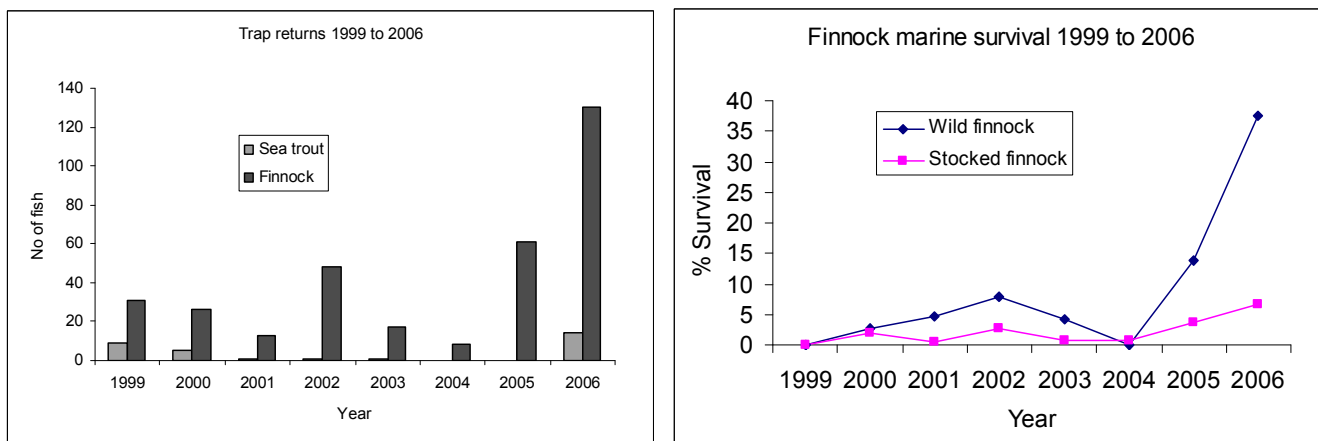 Trap returns 1999 to 2006
140
120
100
80
60
40
20
0
No of fish
Sea trout
Finnock
1999 2000 2001 2002 2003 2004 2005 2006
Year
Finnock marine survival 1999 to 2006
40
35
30
25
20
15
10
5
0
% Survival
Wild finnock
Stocked finnock
1999 2000 2001 2002 2003 2004 2005 2006
Year